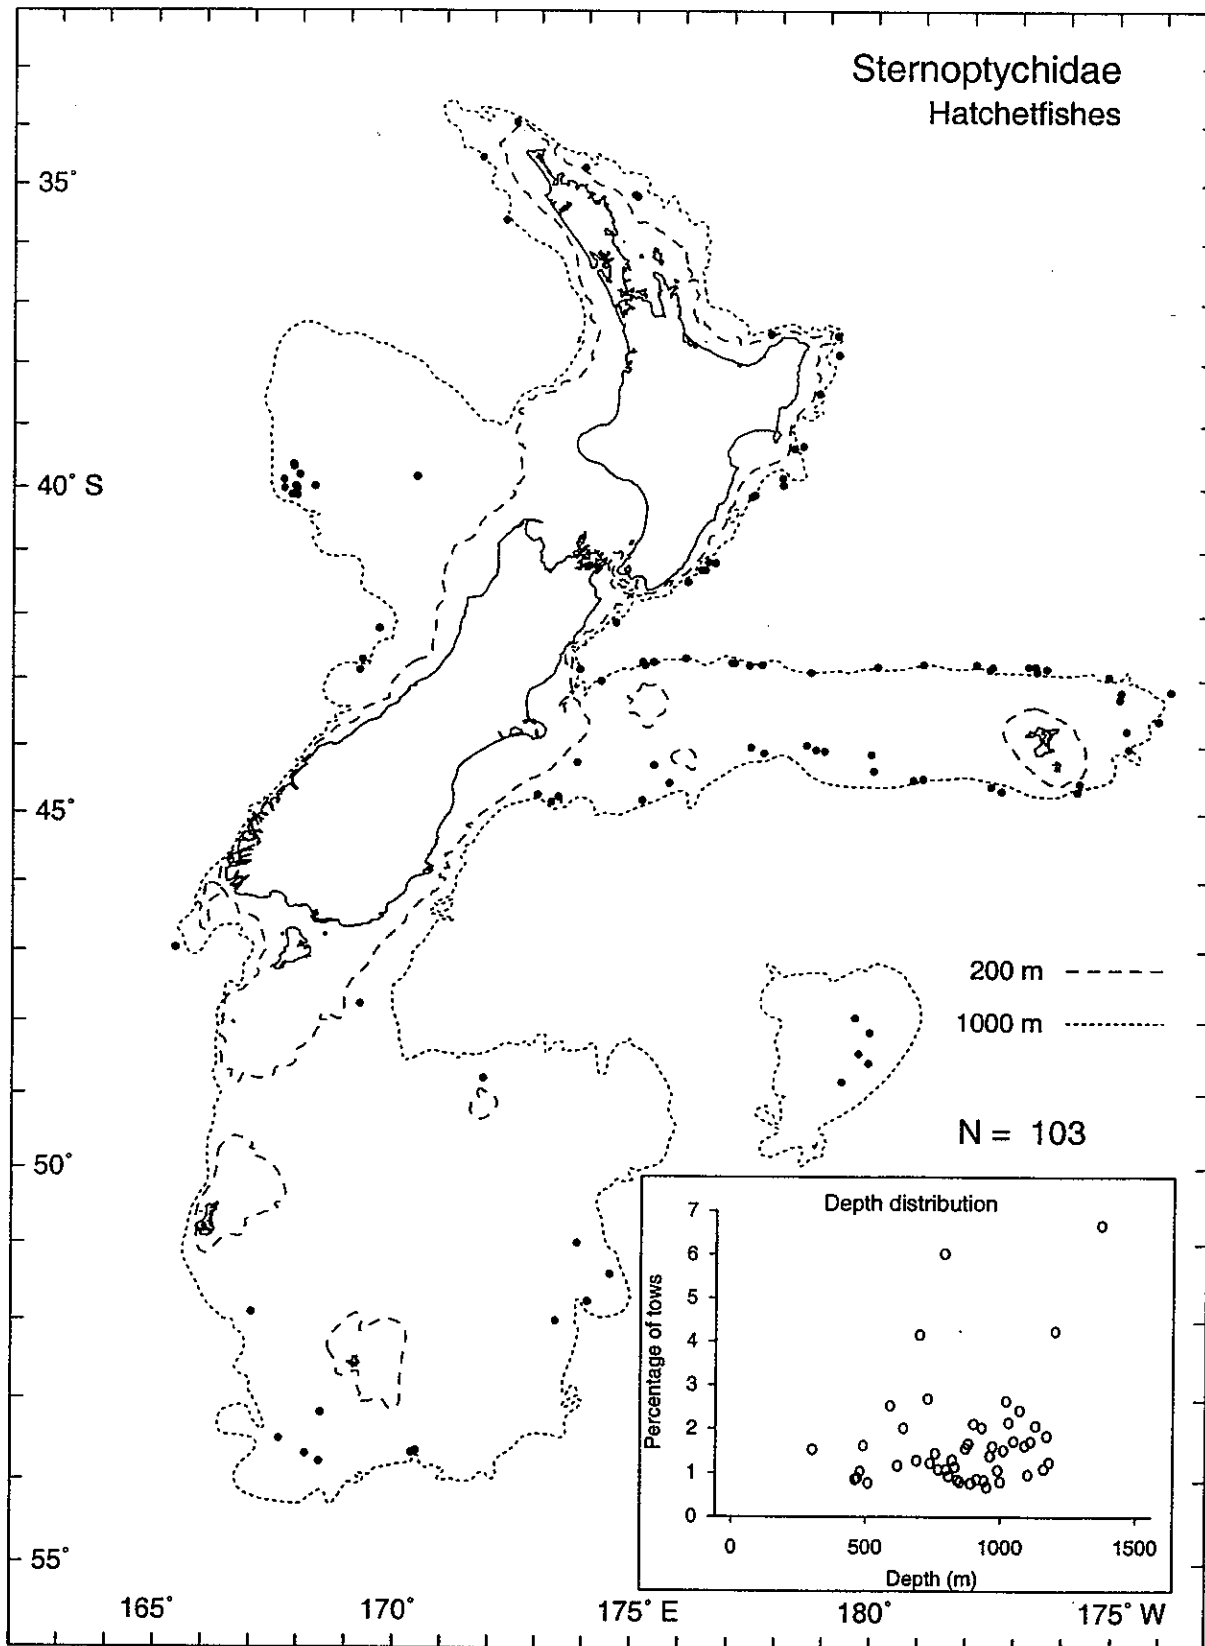 Sternoptychidae
Hatchetfishes
35°
40° S
45°
200 m
1000 m
N = 103
50°
Depth distribution
7
6
5
4
3
2
1
0
Percentage of tows
0 500 1000 1500
Depth (m)
55°
165° 170° 175° E 180° 175° W